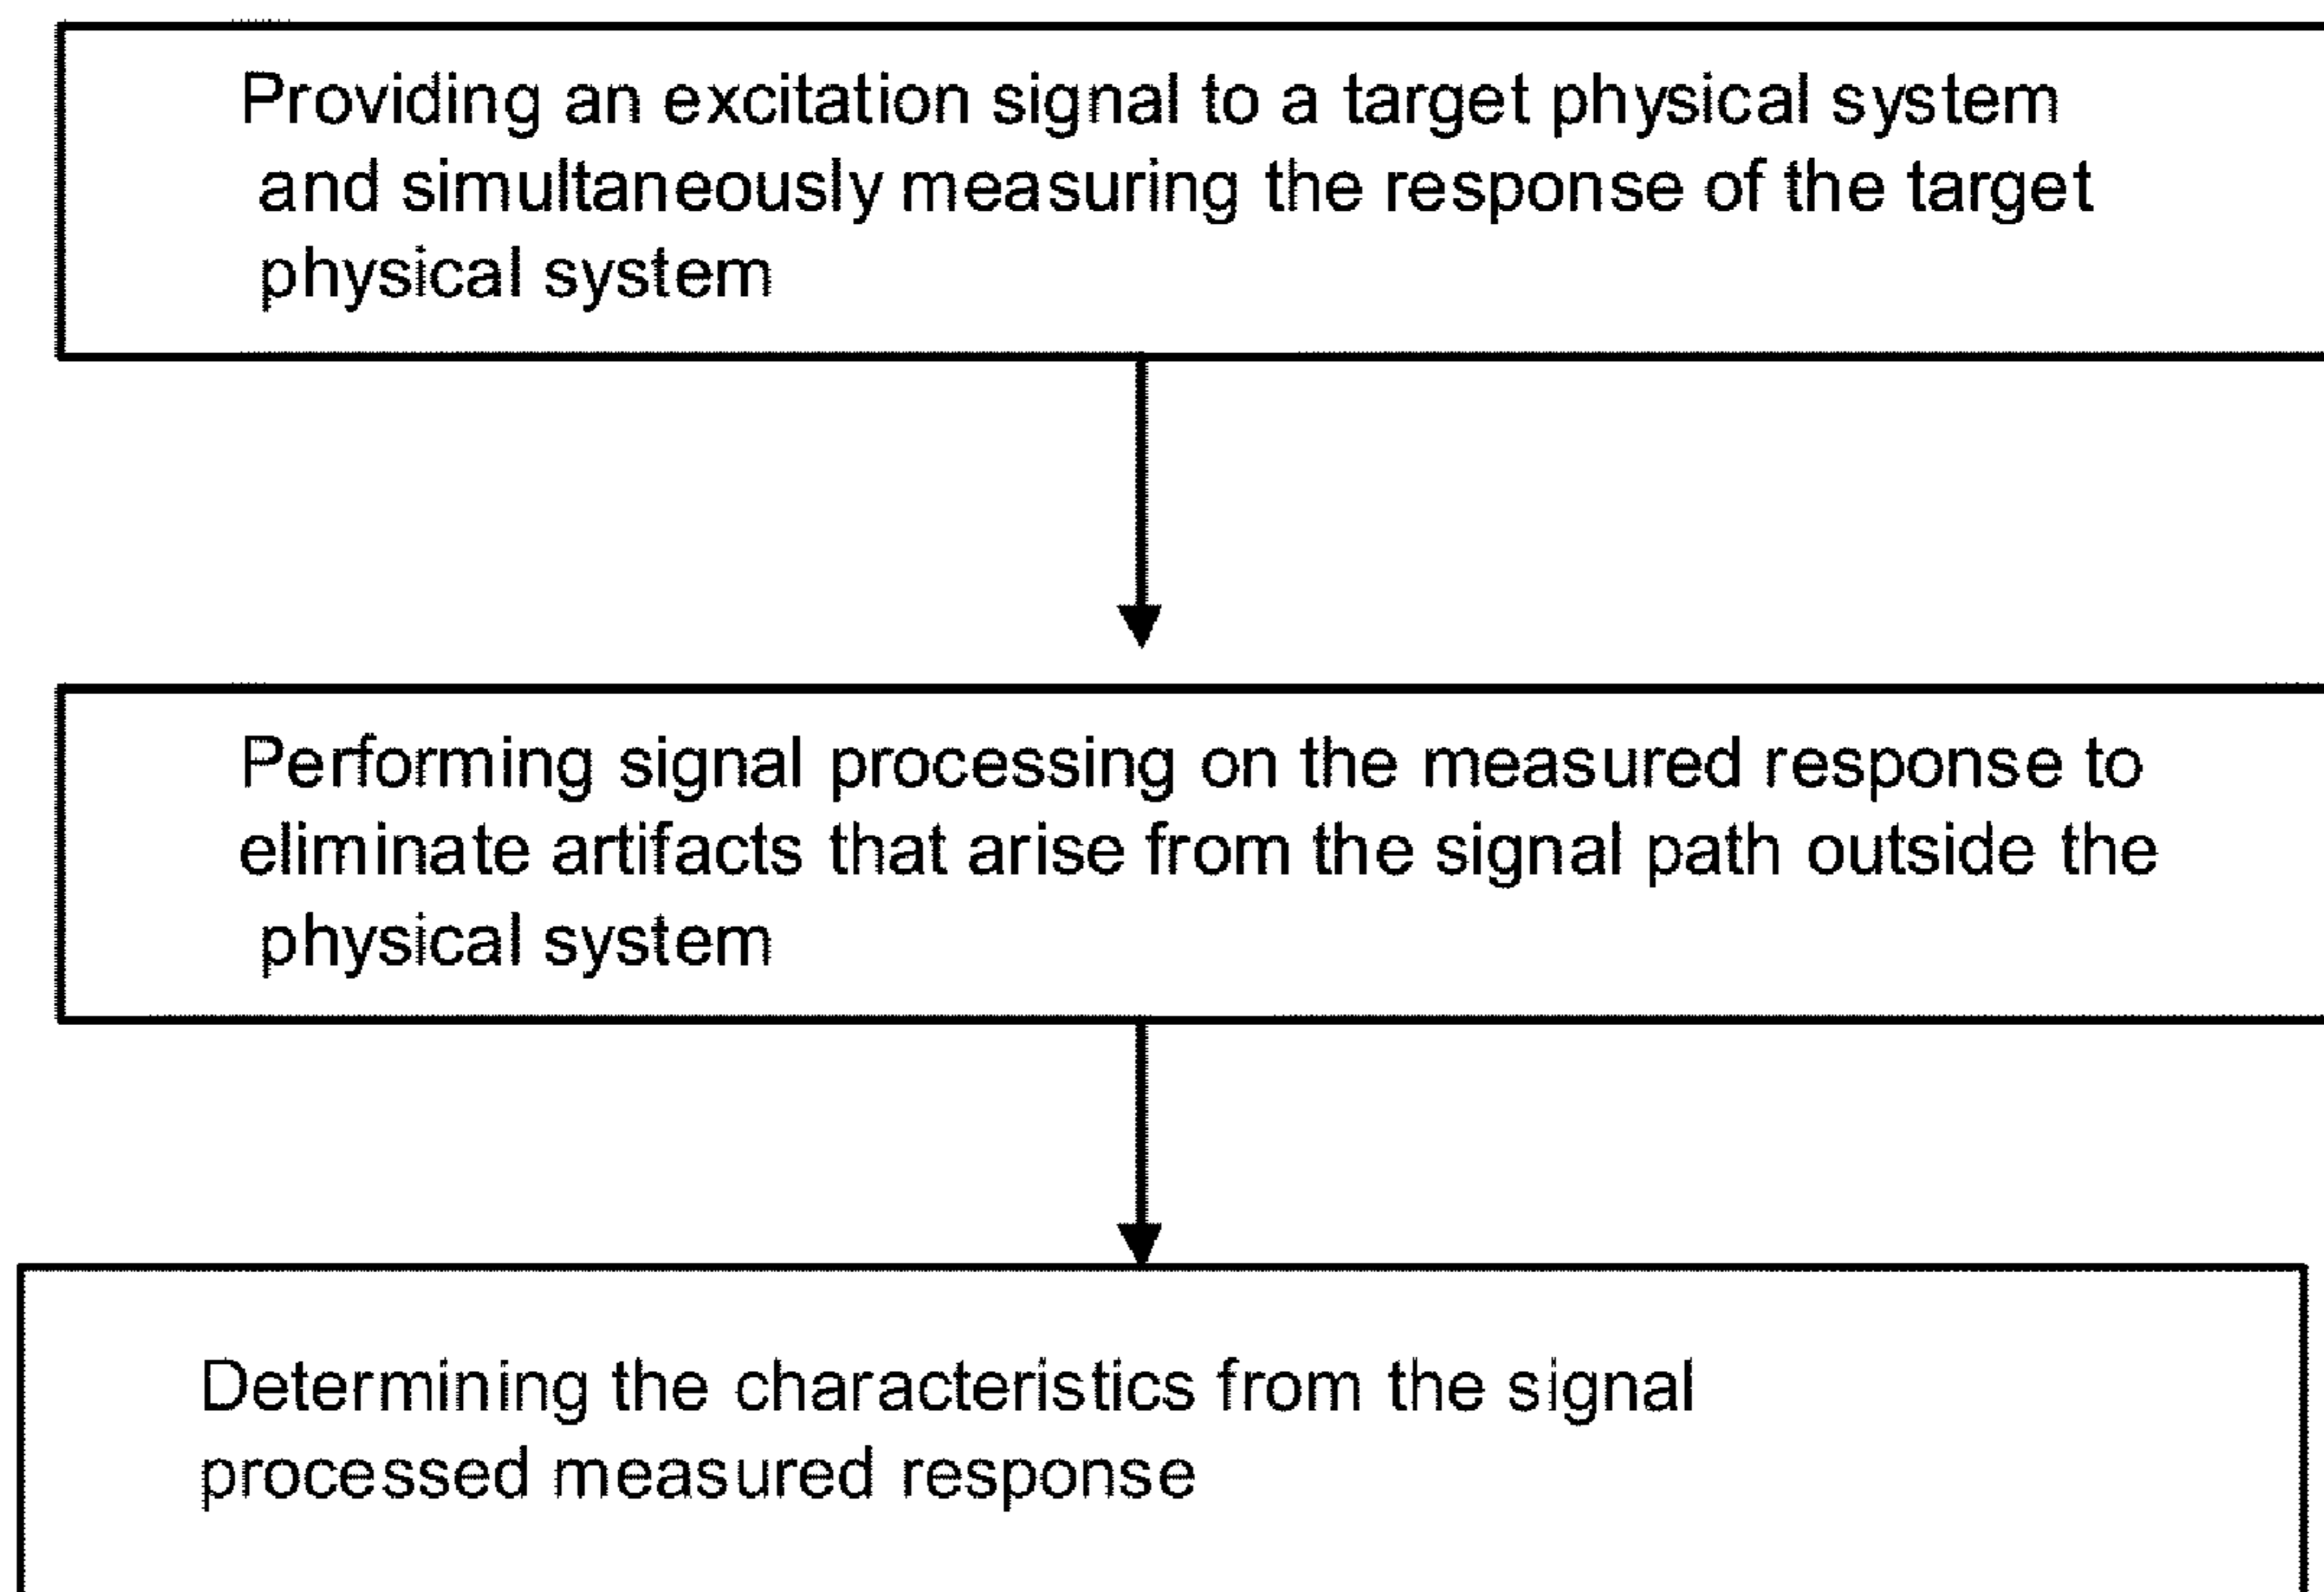 Providing an excitation signal to a target physical system
and simultaneously measuring the response of the target
physical system
Performing signal processing on the measured response to
eliminate artifacts that arise from the signal path outside the
physical system
Determining the characteristics from the signal
processed measured response